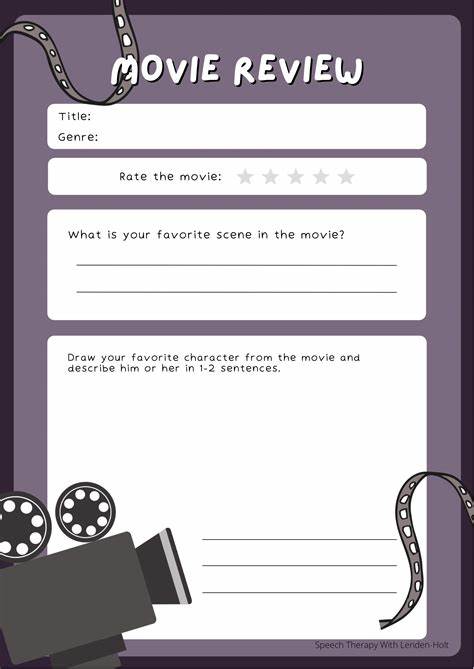 MOVIE REVIEW
Title:
Genre:
Rate the movie:
What is your favorite scene in the movie?
Draw your favorite character from the movie and
describe him or her in 1-2 sentences.
Speech Therapy With Lenden-Holt